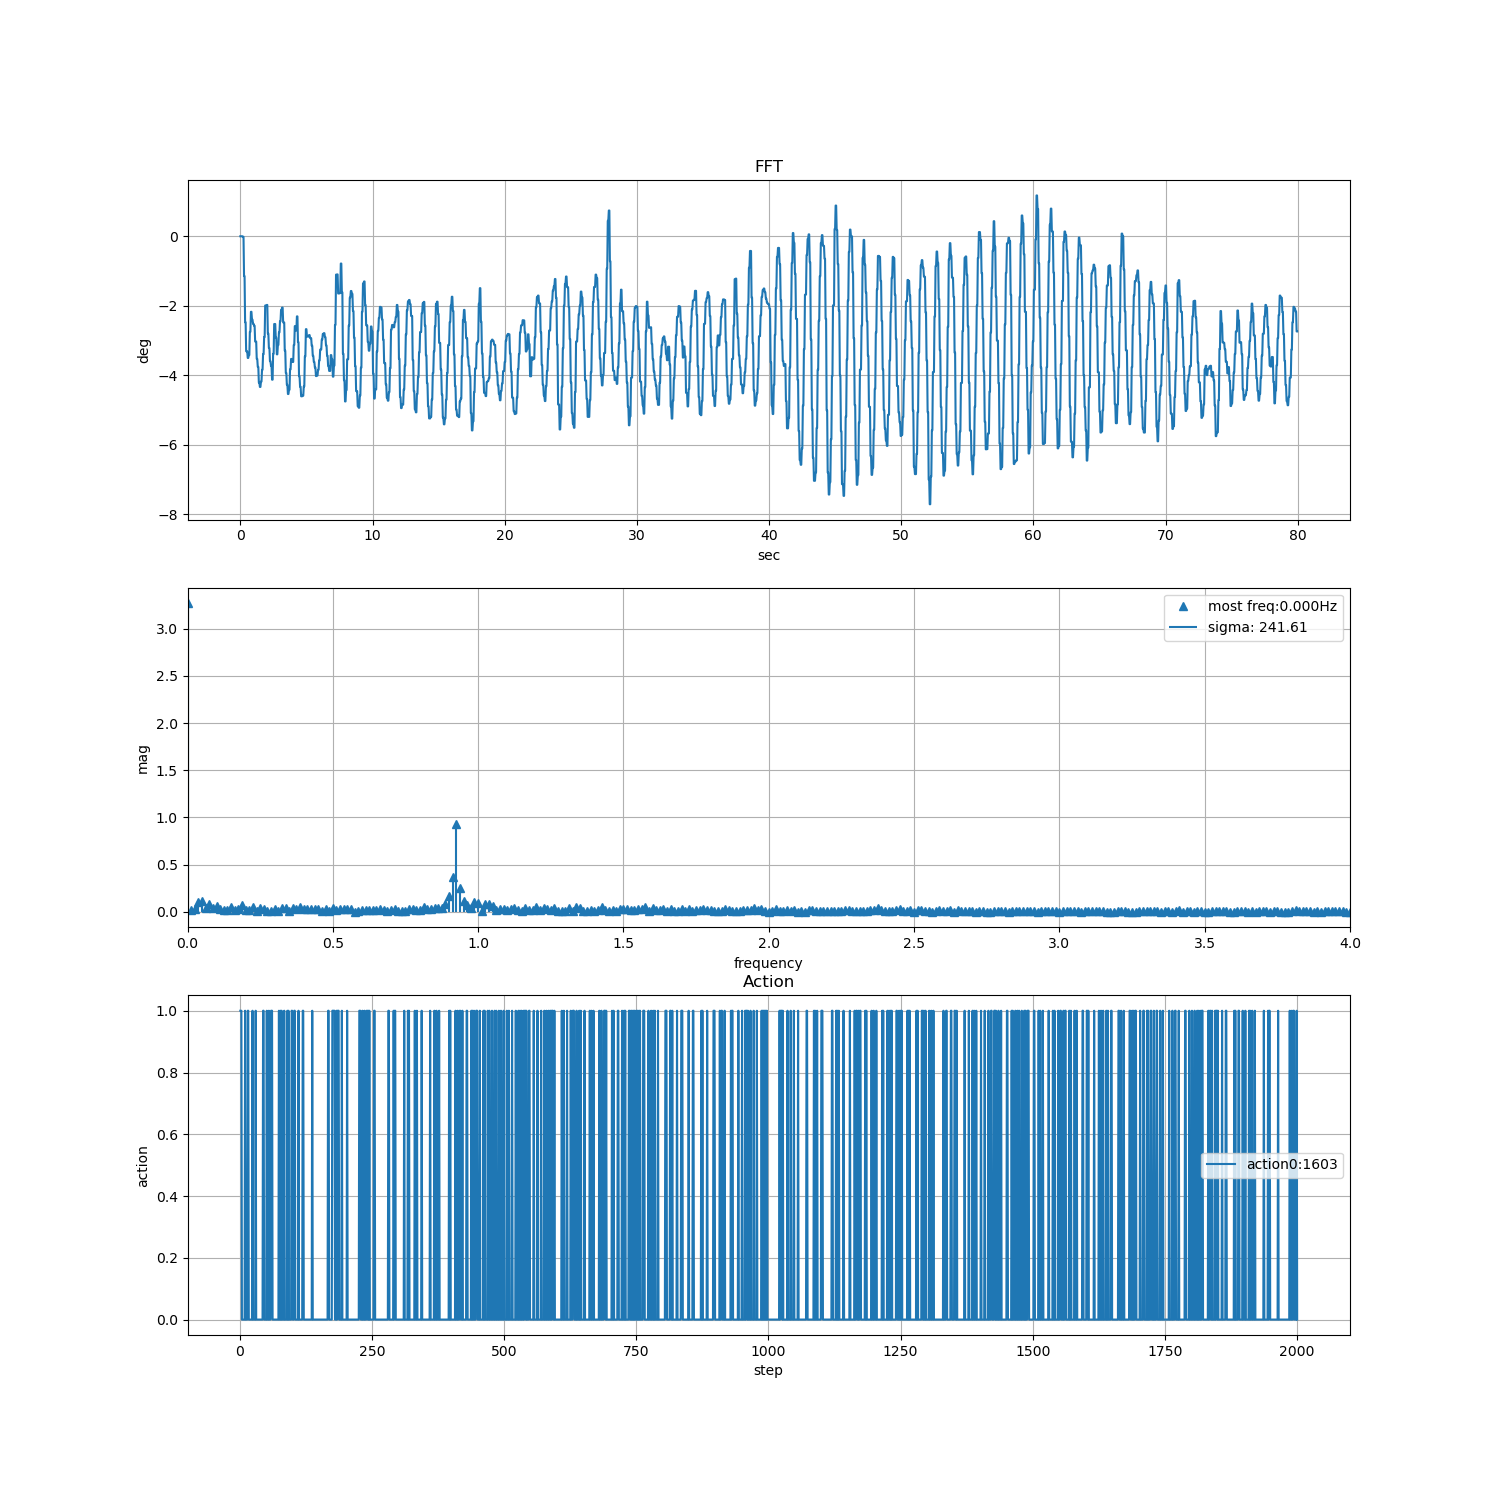 FFT
0
−2
−4
−6
−8
deg
0 10 20 30 40 50 60 70 80
sec
most freq:0.000Hz
sigma: 241.61
3.0
2.5
2.0
1.5
1.0
0.5
0.0
mag
0.0 0.5 1.0 1.5 2.0 2.5 3.0 3.5 4.0
frequency
Action
1.0
0.8
0.6
0.4
0.2
0.0
action
action0:1603
0 250 500 750 1000 1250 1500 1750 2000
step